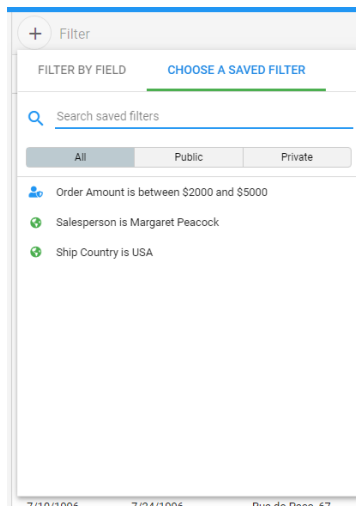 Filter
FILTER BY FIELD CHOOSE A SAVED FILTER
Search saved filters
All Public Private
Order Amount is between $2000 and $5000
Salesperson is Margaret Peacock
Ship Country is USA